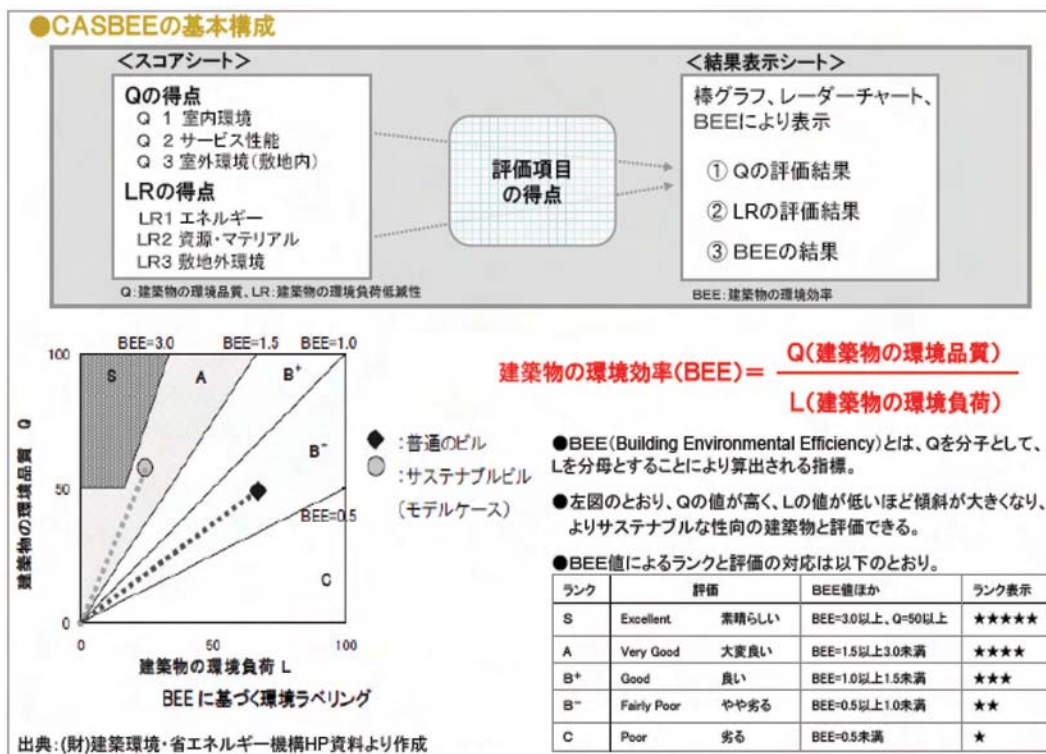 ●CASBEEの基本構成
＜スコアシート＞
Qの得点
Q 1 室内環境
Q 2 サービス性能
Q 3 室外環境(敷地内)
LRの得点
LR1 エネルギー
LR2 資源・マテリアル
LR3 敷地外環境
Q:建築物の環境品質、LR:建築物の環境負荷低減性
評価項目
の得点
＜結果表示シート＞
棒グラフ、レーダーチャート、
BEEにより表示
① Qの評価結果
② LRの評価結果
③ BEEの結果
BEE:建築物の環境効率
BEE=3.0 BEE=1.5 BEE=1.0
100
S A B⁺
B⁻
50
BEE=0.5
C
0
0 50 100
建築物の環境品質 Q
建築物の環境負荷 L
BEEに基づく環境ラベリング
◆:普通のビル
:サステナブルビル
(モデルケース)
出典:(財)建築環境・省エネルギー機構HP資料より作成
建築物の環境効率(BEE)= Q(建築物の環境品質)
L(建築物の環境負荷)
●BEE(Building Environmental Efficiency)とは、Qを分子として、
Lを分母とすることにより算出される指標。
●左図のとおり、Qの値が高く、Lの値が低いほど傾斜が大きくなり、
よりサステナブルな性向の建築物と評価できる。
●BEE値によるランクと評価の対応は以下のとおり。
ランク 評価 BEE値ほか ランク表示
S Excellent 素晴らしい BEE=3.0以上、Q=50以上 ★★★★★
A Very Good 大変良い BEE=1.5以上3.0未満 ★★★★
B⁺ Good 良い BEE=1.0以上1.5未満 ★★★
B⁻ Fairly Poor やや劣る BEE=0.5以上1.0未満 ★★
C Poor 劣る BEE=0.5未満 ★